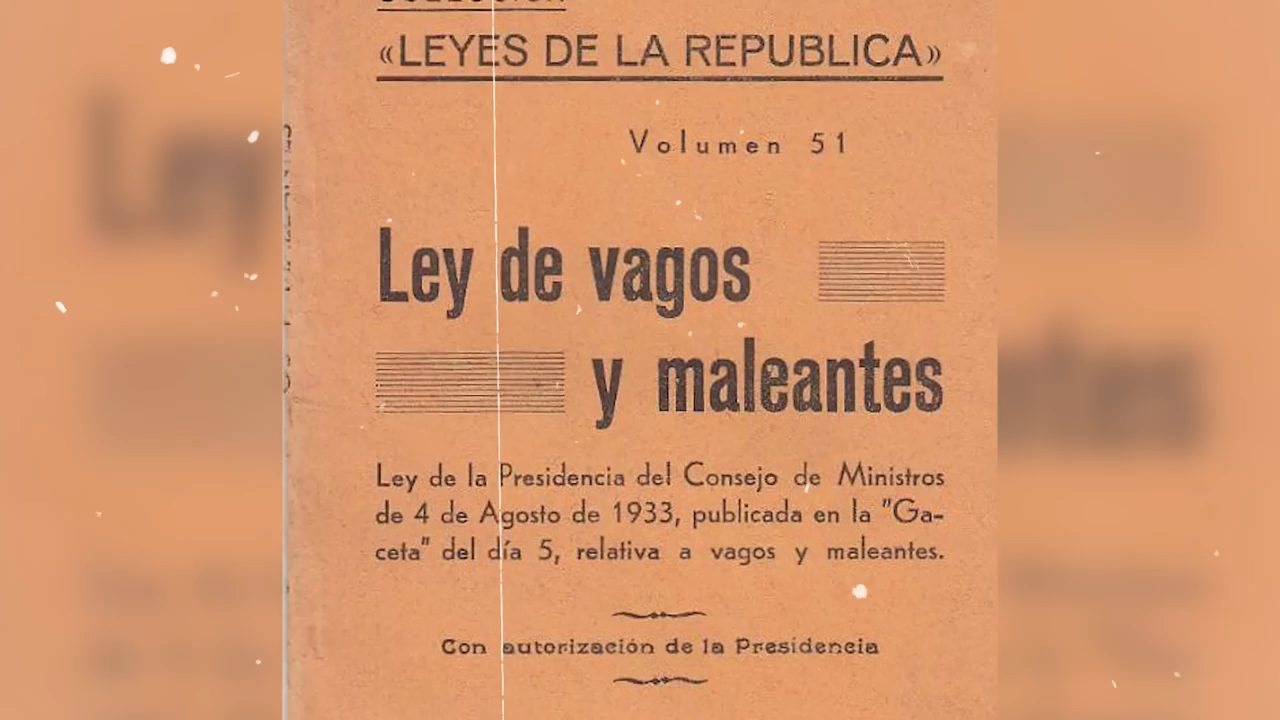 «LEYES DE LA REPUBLICA»
Volumen 51
Ley de vagos
y maleantes
Ley de la Presidencia del Consejo de Ministros
de 4 de Agosto de 1933, publicada en la "Ga-
ceta" del día 5, relativa a vagos y maleantes.
Con autorización de la Presidencia